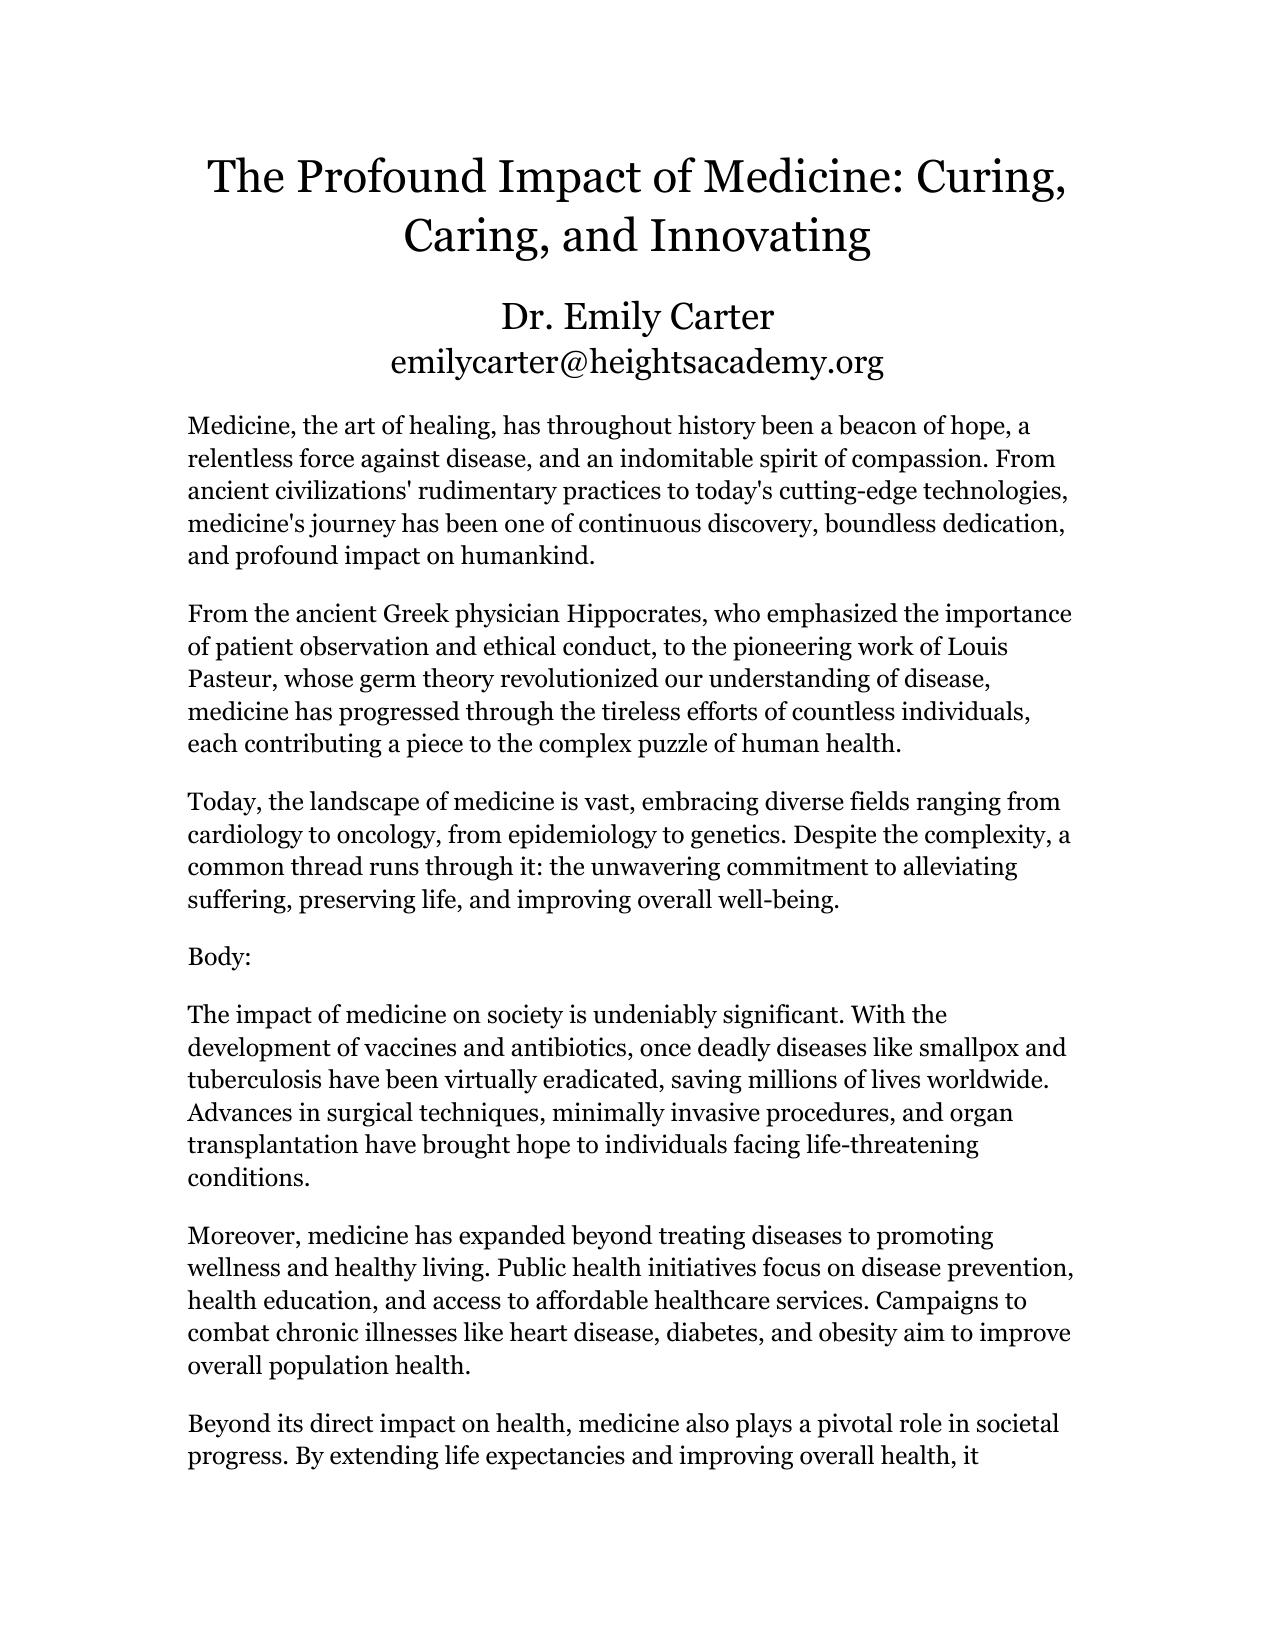 The Profound Impact of Medicine: Curing,
Caring, and Innovating
Dr. Emily Carter
emilycarter@heightsacademy.org
Medicine, the art of healing, has throughout history been a beacon of hope, a
relentless force against disease, and an indomitable spirit of compassion. From
ancient civilizations' rudimentary practices to today's cutting-edge technologies,
medicine's journey has been one of continuous discovery, boundless dedication,
and profound impact on humankind.
From the ancient Greek physician Hippocrates, who emphasized the importance
of patient observation and ethical conduct, to the pioneering work of Louis
Pasteur, whose germ theory revolutionized our understanding of disease,
medicine has progressed through the tireless efforts of countless individuals,
each contributing a piece to the complex puzzle of human health.
Today, the landscape of medicine is vast, embracing diverse fields ranging from
cardiology to oncology, from epidemiology to genetics. Despite the complexity, a
common thread runs through it: the unwavering commitment to alleviating
suffering, preserving life, and improving overall well-being.
Body:
The impact of medicine on society is undeniably significant. With the
development of vaccines and antibiotics, once deadly diseases like smallpox and
tuberculosis have been virtually eradicated, saving millions of lives worldwide.
Advances in surgical techniques, minimally invasive procedures, and organ
transplantation have brought hope to individuals facing life-threatening
conditions.
Moreover, medicine has expanded beyond treating diseases to promoting
wellness and healthy living. Public health initiatives focus on disease prevention,
health education, and access to affordable healthcare services. Campaigns to
combat chronic illnesses like heart disease, diabetes, and obesity aim to improve
overall population health.
Beyond its direct impact on health, medicine also plays a pivotal role in societal
progress. By extending life expectancies and improving overall health, it